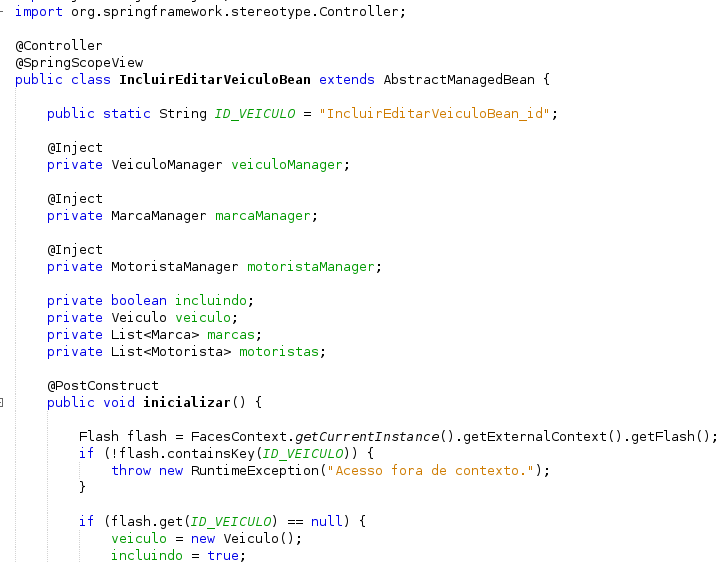 import org.springframework.stereotype.Controller;
@Controller
@SpringScopeView
public class IncluirEditarVeiculoBean extends AbstractManagedBean {
public static String ID_VEICULO = "IncluirEditarVeiculoBean_id";
@Inject
private VeiculoManager veiculoManager;
@Inject
private MarcaManager marcaManager;
@Inject
private MotoristaManager motoristaManager;
private boolean incluindo;
private Veiculo veiculo;
private List<Marca> marcas;
private List<Motorista> motoristas;
@PostConstruct
public void inicializar() {
Flash flash = FacesContext.getCurrentInstance().getExternalContext().getFlash();
if (!flash.containsKey(ID_VEICULO)) {
throw new RuntimeException("Acesso fora de contexto.");
}
if (flash.get(ID_VEICULO) == null) {
veiculo = new Veiculo();
incluindo = true;